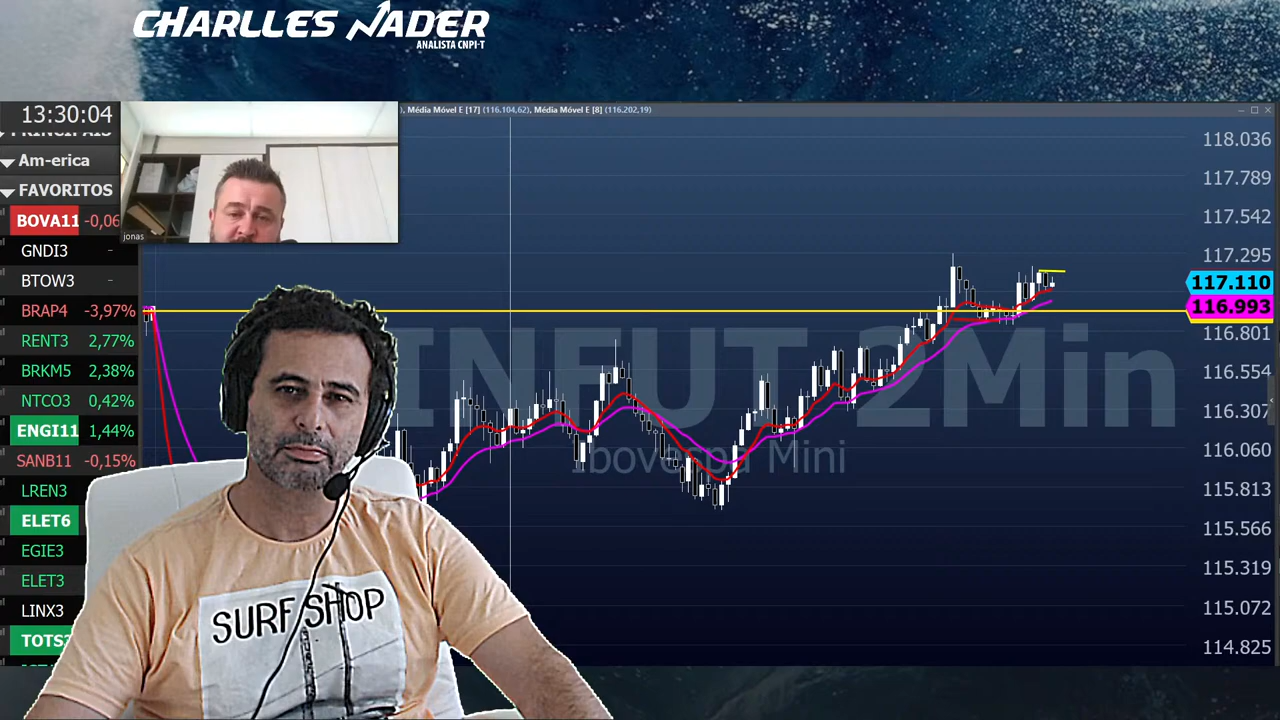 CHARLLES NADER
ANALISTA CNPI-T
13:30:04
), Média Móvel E [17] (116.104,62), Média Móvel E [8] (116.202,19)
PRINCIPAIS
Am-erica
FAVORITOS
BOVA11 -0,06
GNDI3 -
BTOW3 -
BRAP4 -3,97%
RENT3 2,77%
BRKM5 2,38%
NTCO3 0,42%
ENGI11 1,44%
SANB11 -0,15%
LREN3
ELET6
EGIE3
ELET3
LINX3
TOTS3
jonas
INFUT 2Min
Ibovespa Mini
118.036
117.789
117.542
117.295
117.110
116.993
116.801
116.554
116.307
116.060
115.813
115.566
115.319
115.072
114.825
SURF SHOP